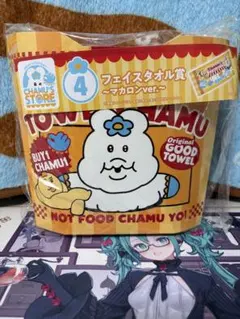 CHAMU'S
STORE
4
フェイスタオル賞
~マカロンver.~
TOWEL CHAMU
BUY!
CHAMU!
Original
GOOD
TOWEL
NOT FOOD CHAMU YO!